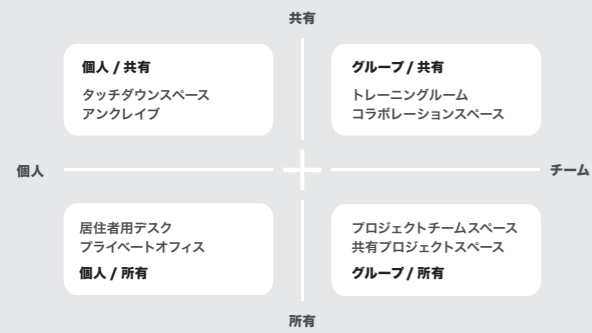 共有
個人 / 共有
タッチダウンスペース
アンクレイブ
グループ / 共有
トレーニングルーム
コラボレーションスペース
個人
チーム
居住者用デスク
プライベートオフィス
個人 / 所有
プロジェクトチームスペース
共有プロジェクトスペース
グループ / 所有
所有